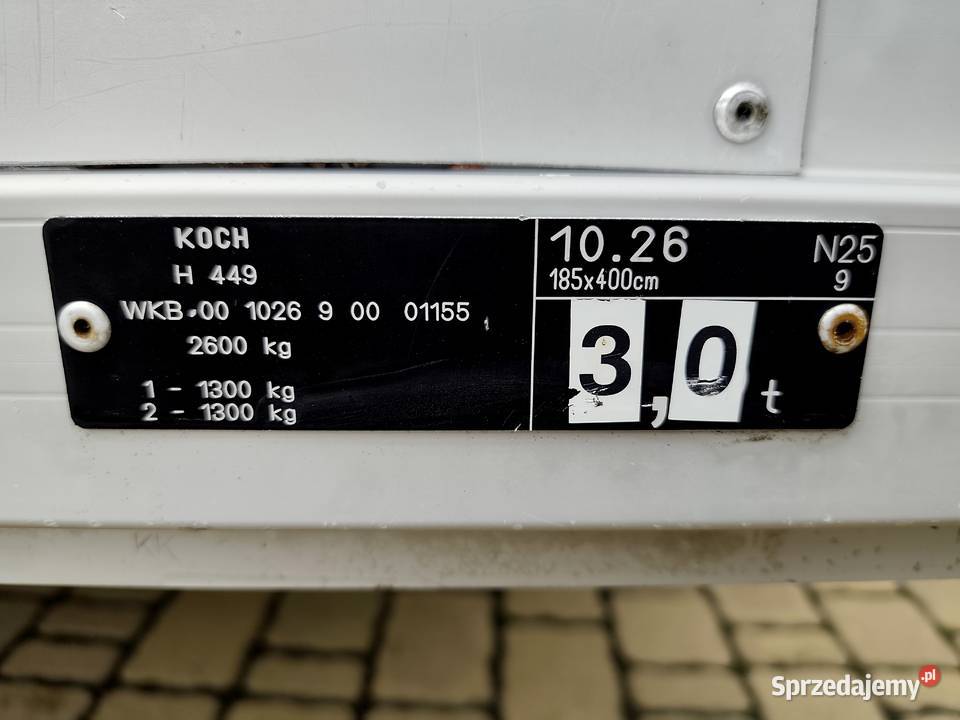 KOCH
H 449
WKB·00 1026 9 00 01155
2600 kg
1 - 1300 kg
2 - 1300 kg
10.26
185x400cm
N25
9
3,0 t
Sprzedajemy.pl